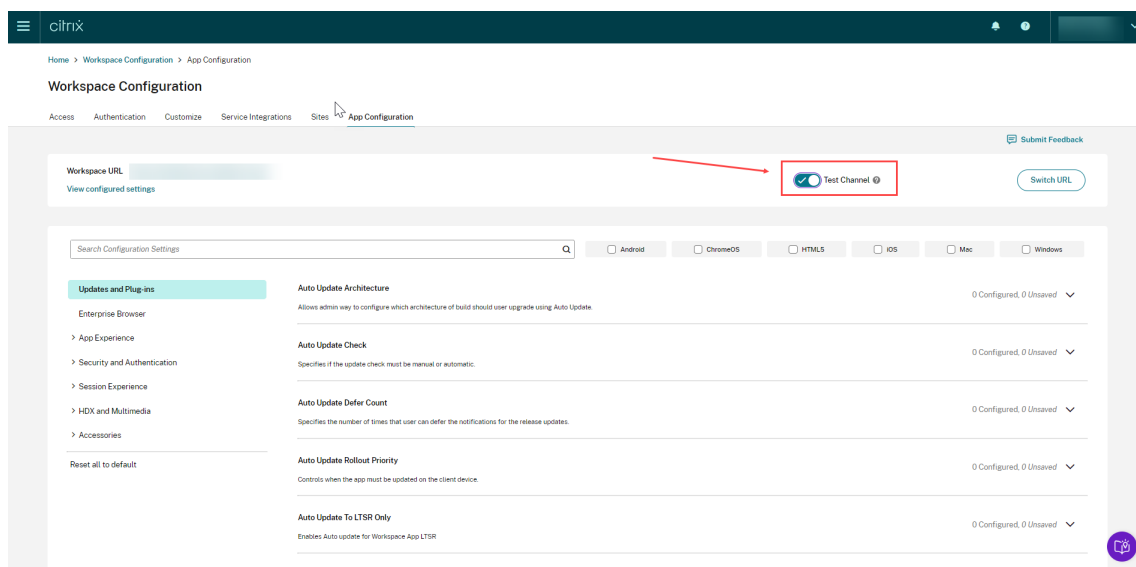 citrix
Home > Workspace Configuration > App Configuration
Workspace Configuration
Access Authentication Customize Service Integrations Sites App Configuration
Submit Feedback
Workspace URL
View configured settings
Test Channel
Switch URL
Search Configuration Settings
Android ChromeOS HTML5 iOS Mac Windows
Updates and Plug-ins
Enterprise Browser
App Experience
Security and Authentication
Session Experience
HDX and Multimedia
Accessories
Reset all to default
Auto Update Architecture
Allows admin way to configure which architecture of build should user upgrade using Auto Update.
0 Configured, 0 Unsaved
Auto Update Check
Specifies if the update check must be manual or automatic.
0 Configured, 0 Unsaved
Auto Update Defer Count
Specifies the number of times that user can defer the notifications for the release updates.
0 Configured, 0 Unsaved
Auto Update Rollout Priority
Controls when the app must be updated on the client device.
0 Configured, 0 Unsaved
Auto Update To LTSR Only
Enables Auto update for Workspace App LTSR
0 Configured, 0 Unsaved